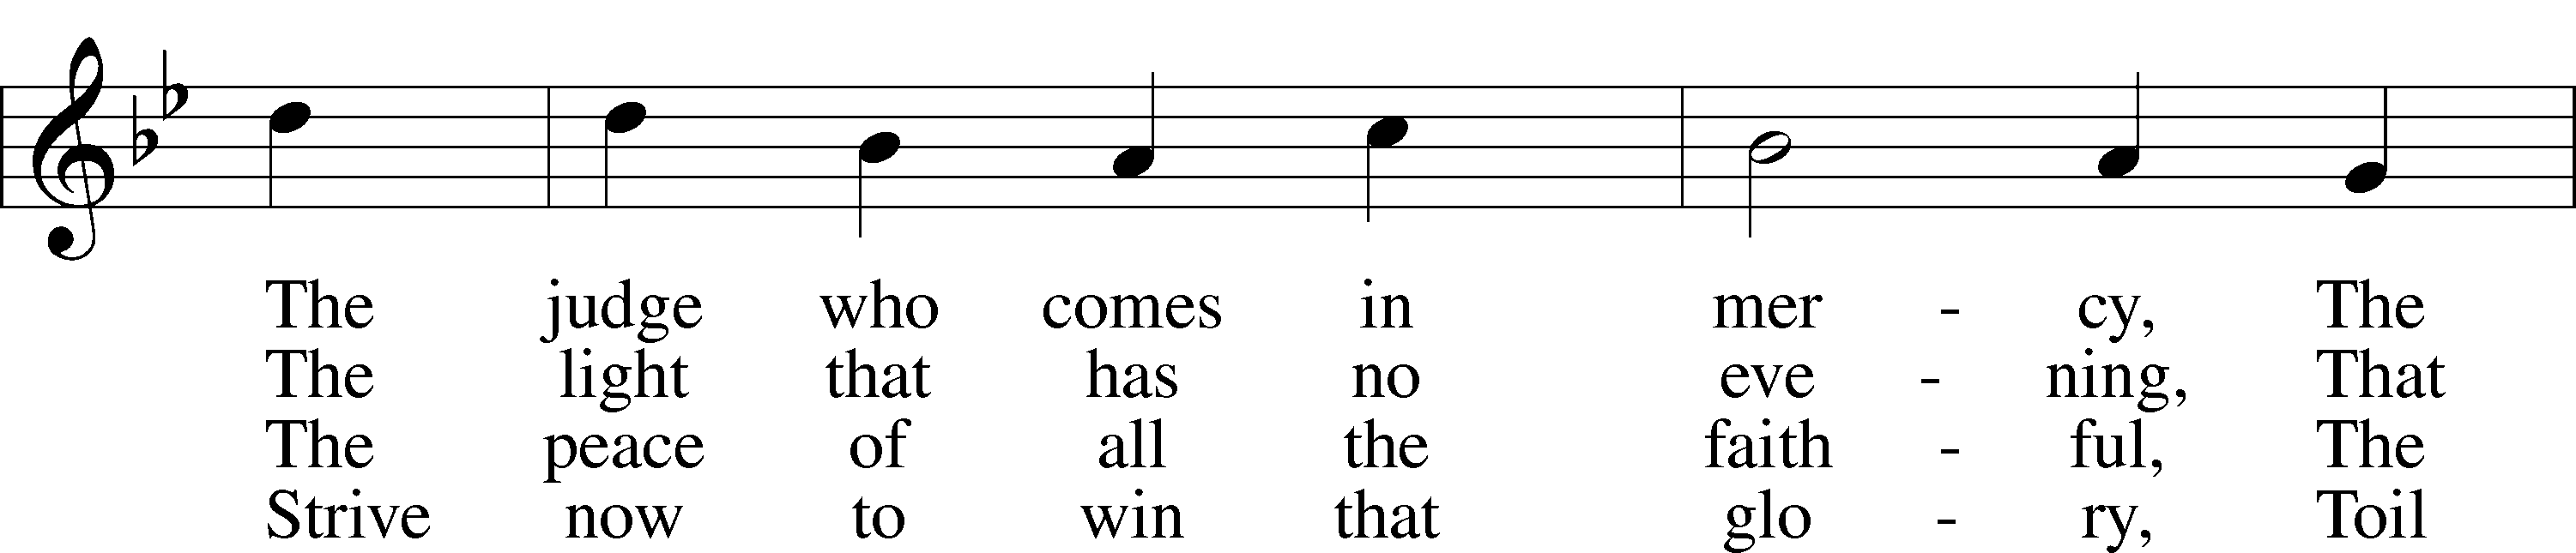 The judge who comes in mer - cy, The
The light that has no eve - ning, That
The peace of all the faith - ful, The
Strive now to win that glo - ry, Toil